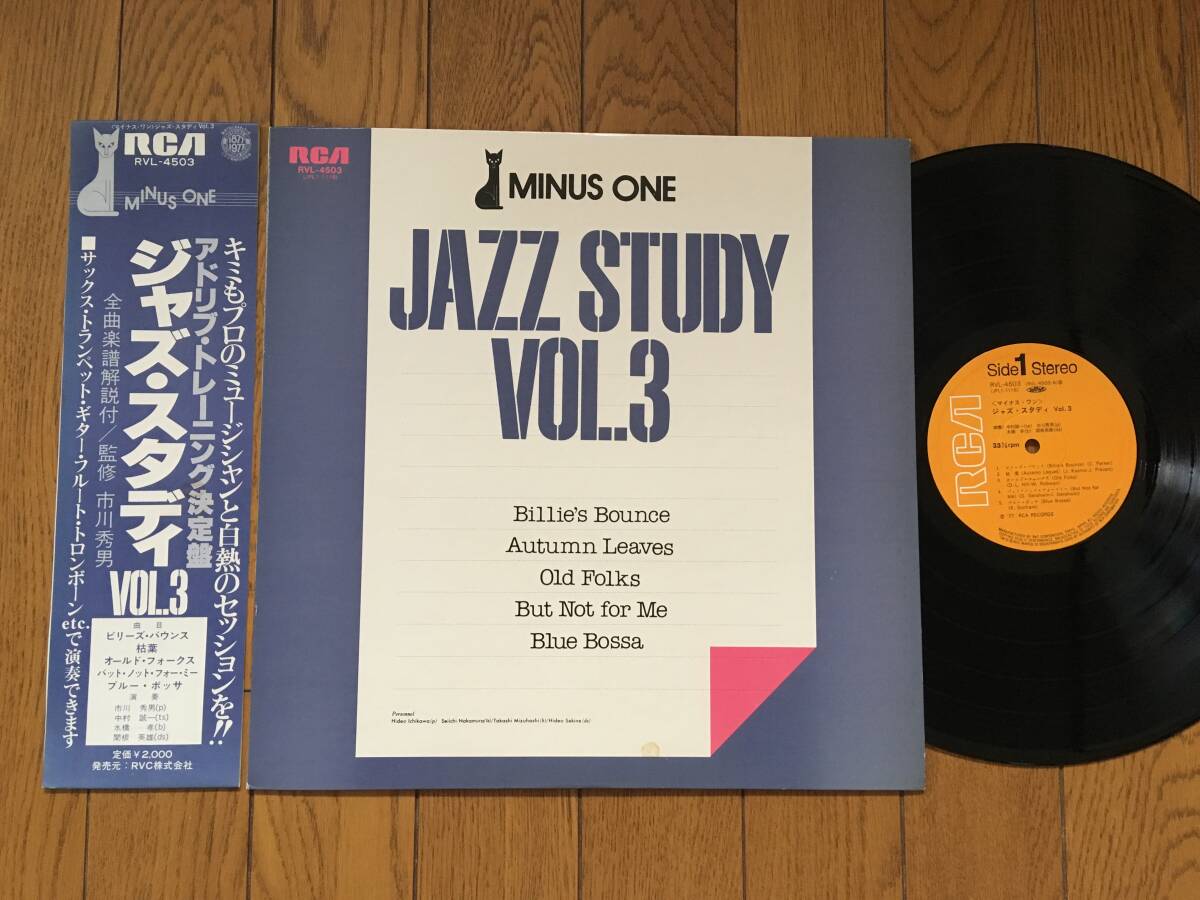 <マイナス・ワン>ジャズ・スタディ Vol.3
RCA
RVL-4503
1877
1977
MINUS ONE
キミもプロのミュージシャンと白熱のセッションを!!
アドリブ・トレーニング決定盤
ジャズ・スタディ
VOL..3
全曲楽譜解説付/監修 市川秀男
■サックス・トランペット・ギター・フルート・トロンボーンetc.で演奏できます
曲目
ビリーズ・バウンス
枯葉
オールド・フォークス
バット・ノット・フォー・ミー
ブルー・ボッサ
演奏
市川 秀男(p)
中村 誠一(ts)
水橋 孝(b)
関根 英雄(ds)
定価¥2,000
発売元:RVC株式会社
RCA
RVL-4503
MINUS ONE
JAZZ STUDY
VOL..3
Billie's Bounce
Autumn Leaves
Old Folks
But Not for Me
Blue Bossa
Personnel
Hideo Ichikawa(p) Seiichi Nakamura(ts)/Takashi Mizuhashi(b)/Hideo Sekine(ds)
Side 1 Stereo
RVL-4503
<マイナス・ワン>
ジャズ・スタディ Vol.3
33⅓rpm
RCA